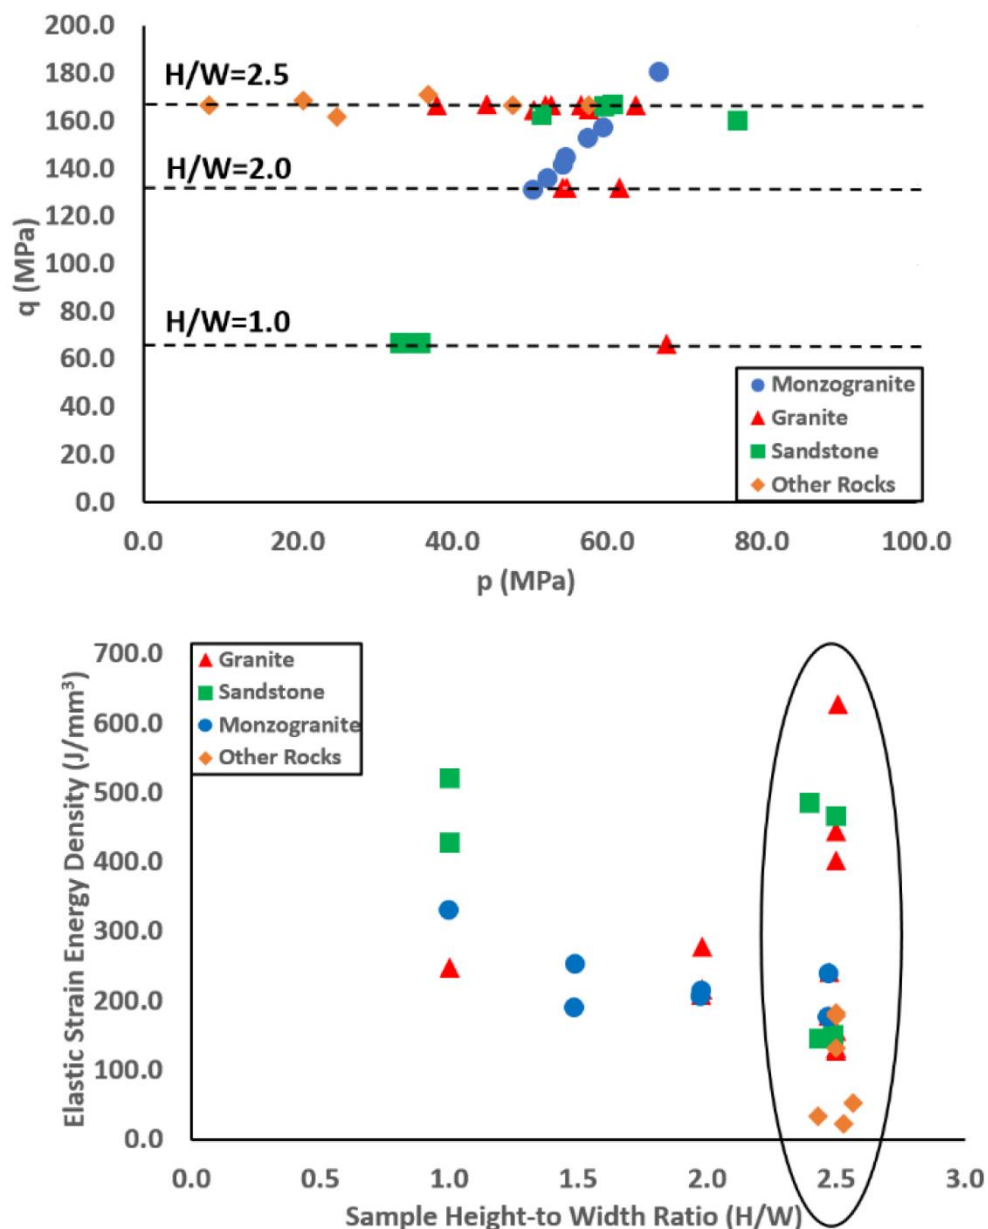 200.0
180.0
160.0
140.0
120.0
100.0
80.0
60.0
40.0
20.0
0.0
q (MPa)
H/W=2.5
H/W=2.0
H/W=1.0
Monzogranite
Granite
Sandstone
Other Rocks
0.0 20.0 40.0 60.0 80.0 100.0
p (MPa)
700.0
600.0
500.0
400.0
300.0
200.0
100.0
0.0
Elastic Strain Energy Density (J/mm³)
Granite
Sandstone
Monzogranite
Other Rocks
0.0 0.5 1.0 1.5 2.0 2.5 3.0
Sample Height-to Width Ratio (H/W)